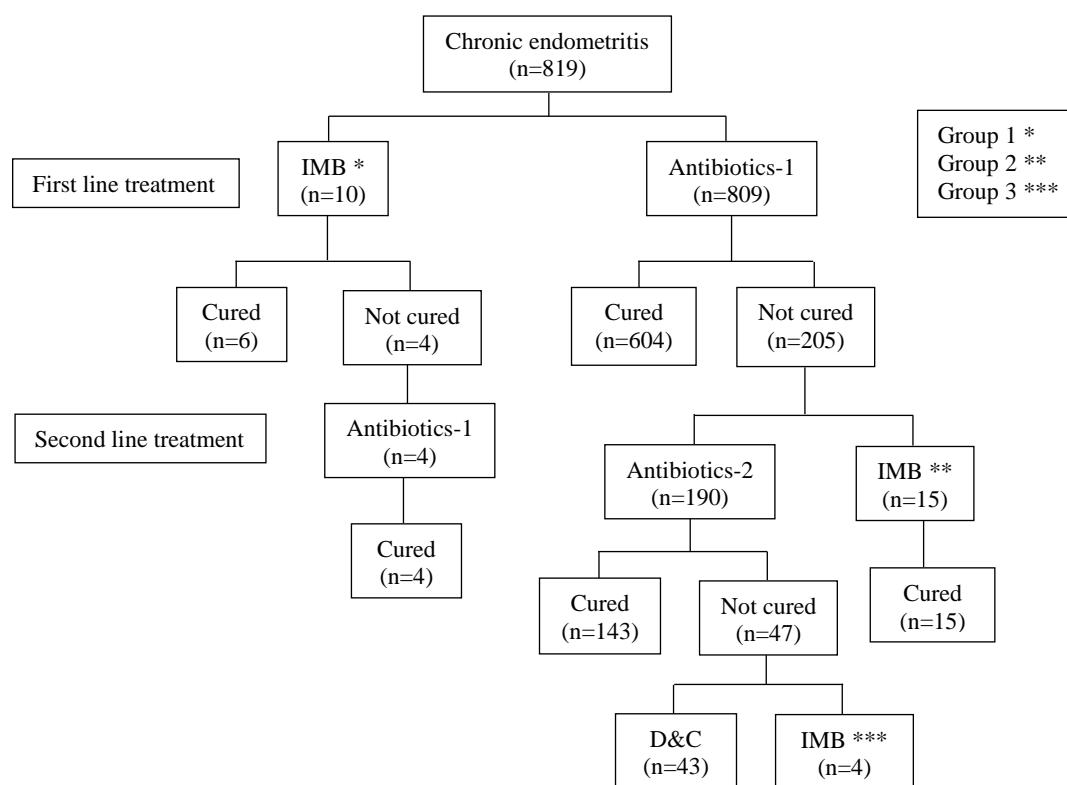 Chronic endometritis
(n=819)
Group 1 *
Group 2 **
Group 3 ***
First line treatment
IMB *
(n=10)
Antibiotics-1
(n=809)
Cured
(n=6)
Not cured
(n=4)
Cured
(n=604)
Not cured
(n=205)
Second line treatment
Antibiotics-1
(n=4)
Antibiotics-2
(n=190)
IMB **
(n=15)
Cured
(n=4)
Cured
(n=143)
Not cured
(n=47)
Cured
(n=15)
D&C
(n=43)
IMB ***
(n=4)